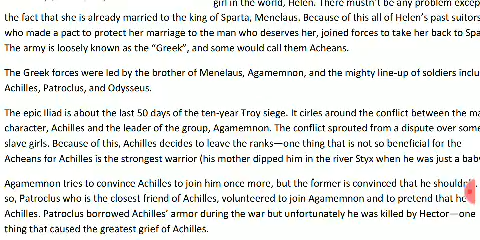 girl in the world, Helen. There mustn't be any problem excep
the fact that she is already married to the king of Sparta, Menelaus. Because of this all of Helen's past suitors
who made a pact to protect her marriage to the man who deserves her, joined forces to take her back to Spa
The army is loosely known as the "Greek", and some would call them Acheans.
The Greek forces were led by the brother of Menelaus, Agamemnon, and the mighty line-up of soldiers inclu
Achilles, Patroclus, and Odysseus.
The epic Iliad is about the last 50 days of the ten-year Troy siege. It cirles around the conflict between the ma
character, Achilles and the leader of the group, Agamemnon. The conflict sprouted from a dispute over some
slave girls. Because of this, Achilles decides to leave the ranks—one thing that is not so beneficial for the
Acheans for Achilles is the strongest warrior (his mother dipped him in the river Styx when he was just a bab
Agamemnon tries to convince Achilles to join him once more, but the former is convinced that he shouldn't.
so, Patroclus who is the closest friend of Achilles, volunteered to join Agamemnon and to pretend that he
Achilles. Patroclus borrowed Achilles' armor during the war but unfortunately he was killed by Hector—one
thing that caused the greatest grief of Achilles.